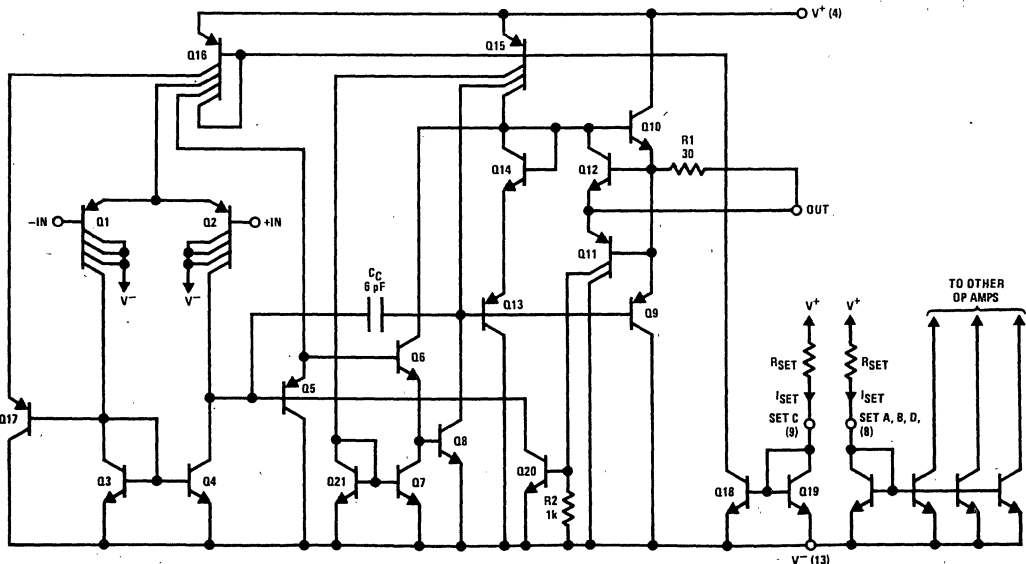 V+ (4)
Q16
Q15
Q10
R1
30
Q14
Q12
OUT
-IN
Q1
Q2
+IN
Q11
V-
V-
CC
6 pF
Q13
Q9
TO OTHER
OP AMPS
V+
V+
RSET
RSET
Q6
Q5
ISET
ISET
Q17
SET C
(9)
SET A, B, D,
(8)
Q8
Q3
Q4
Q21
Q7
Q20
R2
1k
Q18
Q19
V- (13)